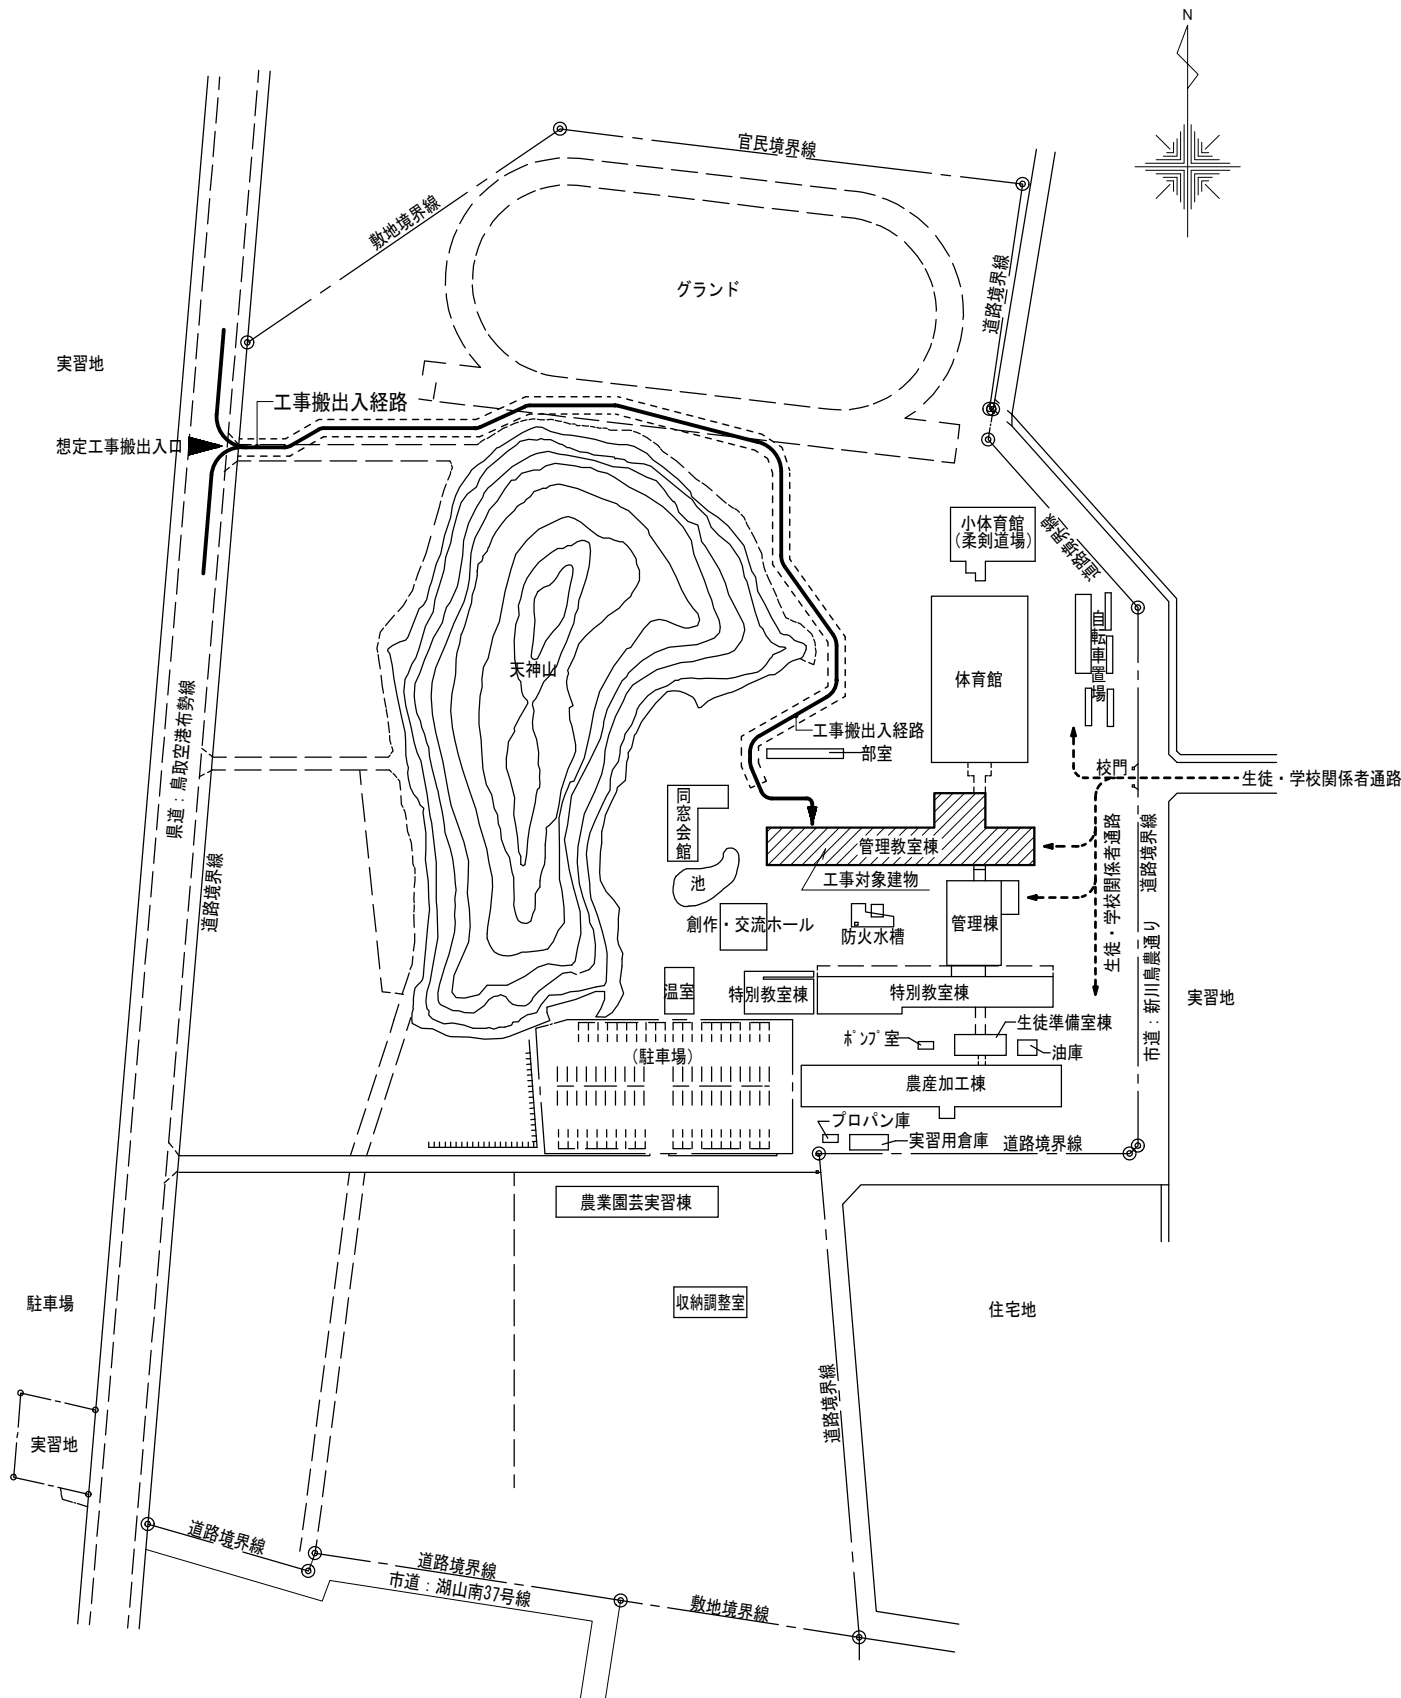 N
官民境界線
敷地境界線
グランド
道路境界線
実習地
工事搬出入経路
想定工事搬出入口
小体育館
(柔剣道場)
道路境界線
自転車置場
天神山
体育館
県道：鳥取空港布勢線
工事搬出入経路
部室
校門
生徒・学校関係者通路
同窓会館
管理教室棟
工事対象建物
生徒・学校関係者通路
道路境界線
池
道路境界線
創作・交流ホール
防火水槽
管理棟
市道：新川鳥農通り
温室
特別教室棟
特別教室棟
実習地
生徒準備室棟
ﾎﾟﾝﾌﾟ室
油庫
(駐車場)
農産加工棟
プロパン庫
実習用倉庫
道路境界線
農業園芸実習棟
収納調整室
駐車場
住宅地
道路境界線
実習地
道路境界線
道路境界線
市道：湖山南37号線
敷地境界線